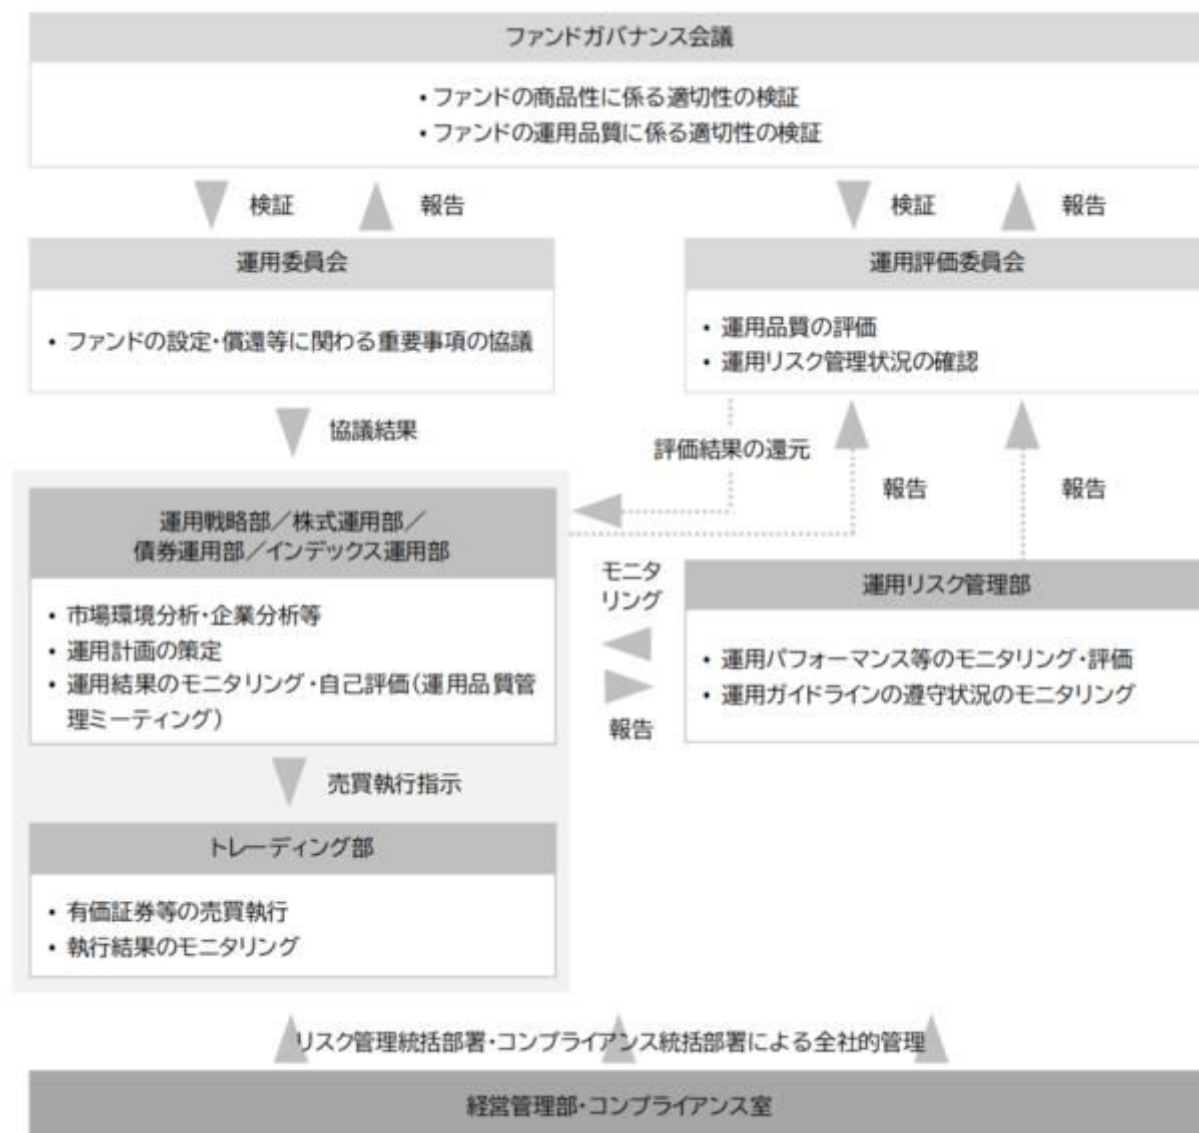 ファンドガバナンス会議
・ファンドの商品性に係る適切性の検証
・ファンドの運用品質に係る適切性の検証
検証
報告
検証
報告
運用委員会
・ファンドの設定・償還等に関わる重要事項の協議
運用評価委員会
・運用品質の評価
・運用リスク管理状況の確認
協議結果
評価結果の還元
報告
報告
運用戦略部／株式運用部／
債券運用部／インデックス運用部
・市場環境分析・企業分析等
・運用計画の策定
・運用結果のモニタリング・自己評価（運用品質管
理ミーティング）
モニタ
リング
報告
運用リスク管理部
・運用パフォーマンス等のモニタリング・評価
・運用ガイドラインの遵守状況のモニタリング
売買執行指示
トレーディング部
・有価証券等の売買執行
・執行結果のモニタリング
リスク管理統括部署・コンプライアンス統括部署による全社的管理
経営管理部・コンプライアンス室